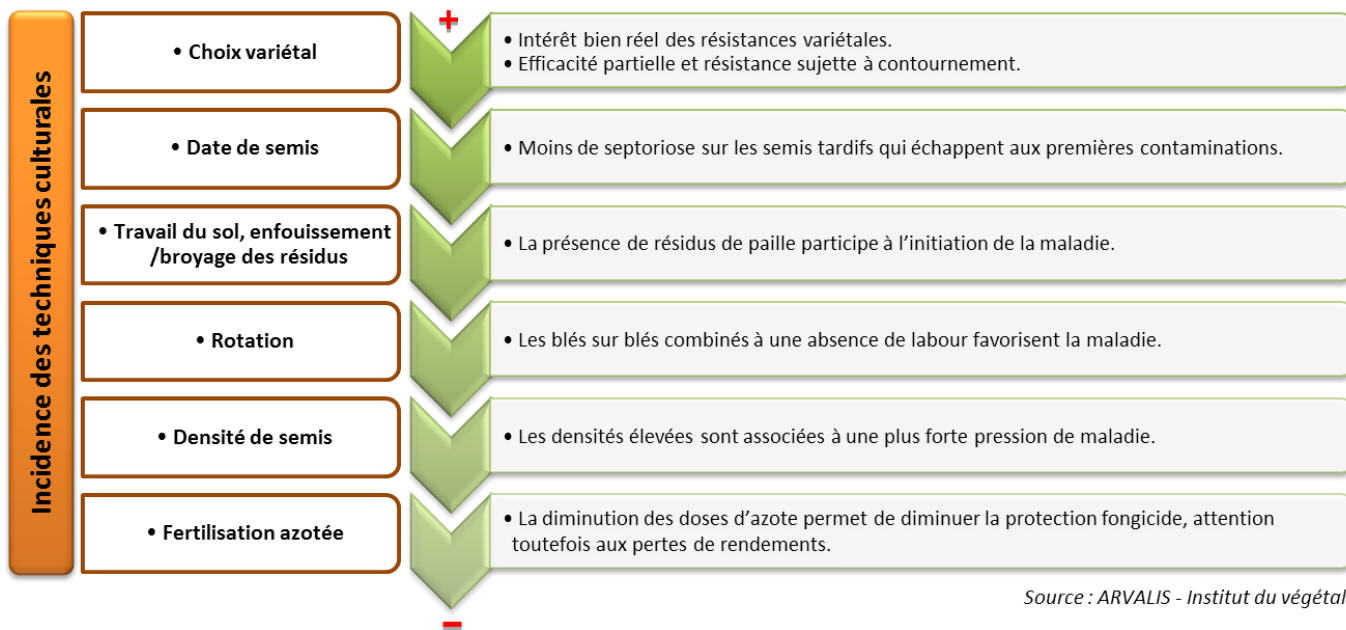 Incidence des techniques culturales
+
• Choix variétal
• Intérêt bien réel des résistances variétales.
• Efficacité partielle et résistance sujette à contournement.
• Date de semis
• Moins de septoriose sur les semis tardifs qui échappent aux premières contaminations.
• Travail du sol, enfouissement
/broyage des résidus
• La présence de résidus de paille participe à l’initiation de la maladie.
• Rotation
• Les blés sur blés combinés à une absence de labour favorisent la maladie.
• Densité de semis
• Les densités élevées sont associées à une plus forte pression de maladie.
• Fertilisation azotée
• La diminution des doses d’azote permet de diminuer la protection fongicide, attention
toutefois aux pertes de rendements.
Source : ARVALIS - Institut du végétal
–